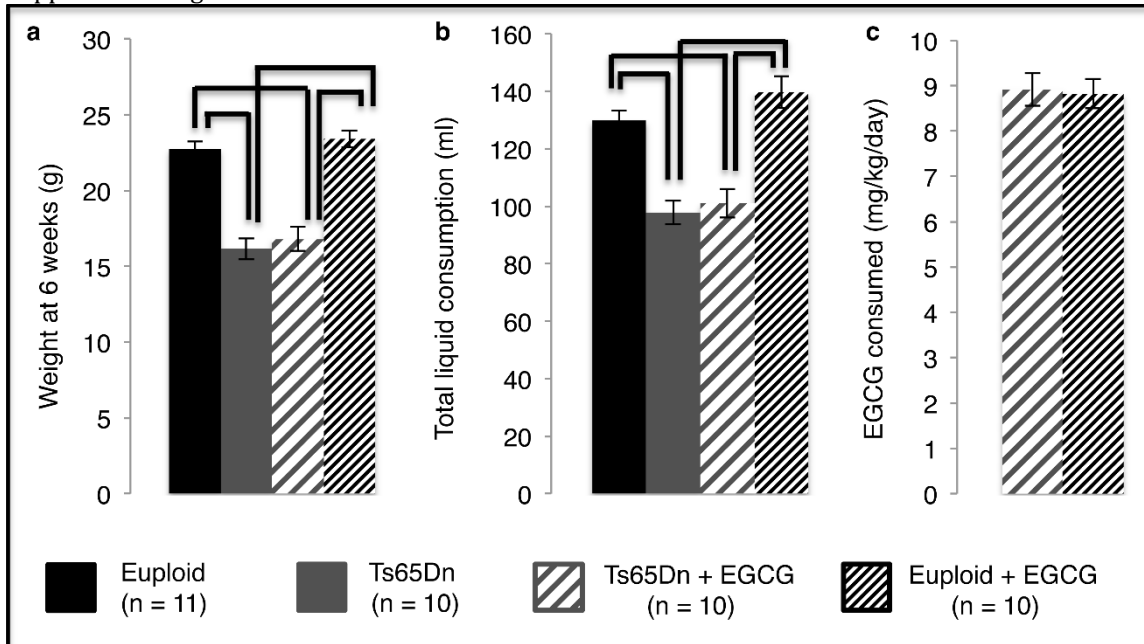 a
30
25
20
15
10
5
0
Weight at 6 weeks (g)
b
160
140
120
100
80
60
40
20
0
Total liquid consumption (ml)
c
10
9
8
7
6
5
4
3
2
1
0
EGCG consumed (mg/kg/day)
Euploid
(n = 11)
Ts65Dn
(n = 10)
Ts65Dn + EGCG
(n = 10)
Euploid + EGCG
(n = 10)